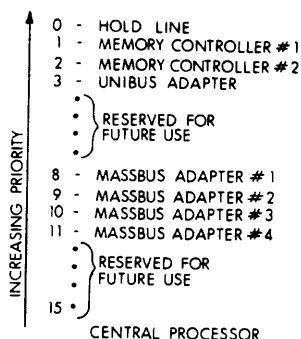 0 - HOLD LINE
1 - MEMORY CONTROLLER #1
2 - MEMORY CONTROLLER #2
3 - UNIBUS ADAPTER
RESERVED FOR
FUTURE USE
8 - MASSBUS ADAPTER #1
9 - MASSBUS ADAPTER #2
10 - MASSBUS ADAPTER #3
11 - MASSBUS ADAPTER #4
RESERVED FOR
FUTURE USE
15
CENTRAL PROCESSOR
INCREASING PRIORITY